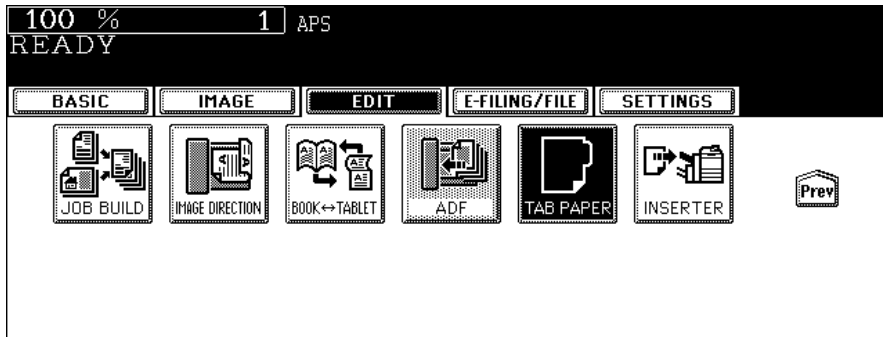 100 % 1 APS
READY
BASIC IMAGE EDIT E-FILING/FILE SETTINGS
JOB BUILD IMAGE DIRECTION BOOK↔TABLET ADF TAB PAPER INSERTER Prev